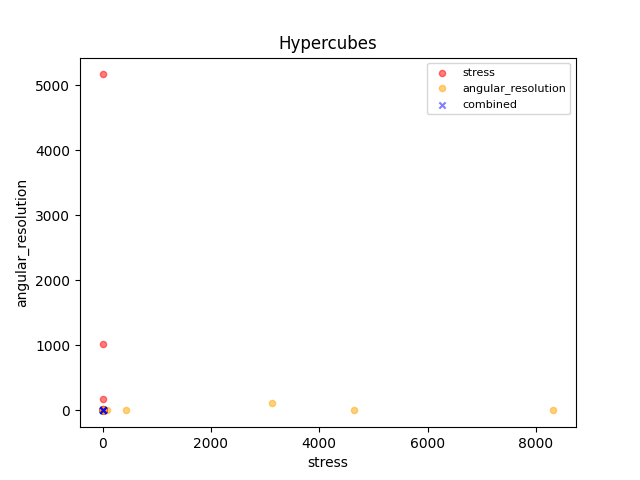 Hypercubes
stress
angular_resolution
combined
5000
4000
3000
2000
1000
0
angular_resolution
0 2000 4000 6000 8000
stress